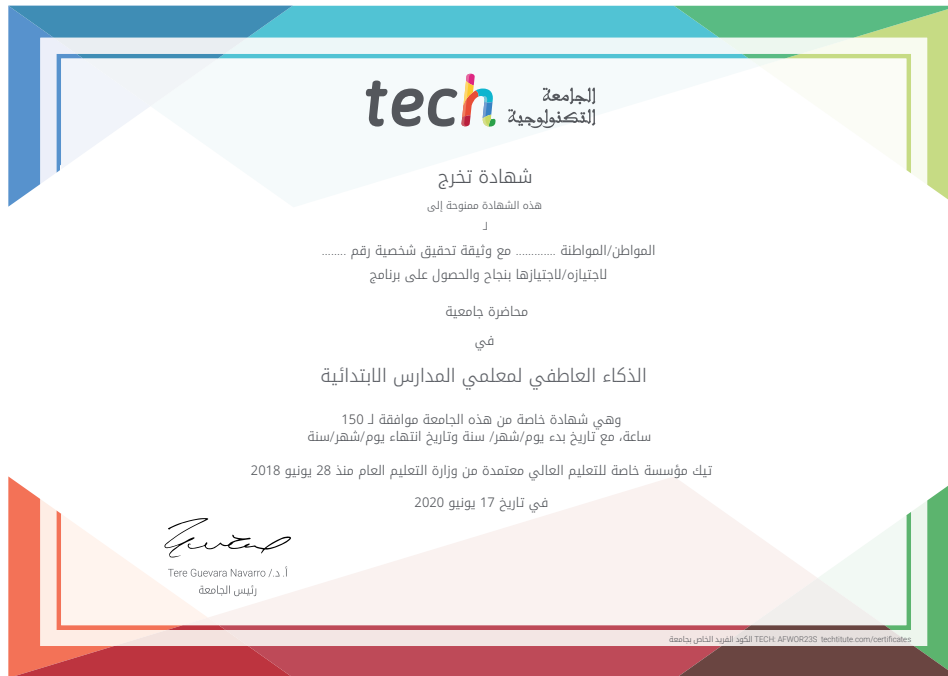 tech الجامعة
التكنولوجية
شهادة تخرج
هذه الشهادة ممنوحة إلى
لـ
المواطن/المواطنة ............. مع وثيقة تحقيق شخصية رقم ........
لاجتيازه/لاجتيازها بنجاح والحصول على برنامج
محاضرة جامعية
في
الذكاء العاطفي لمعلمي المدارس الابتدائية
وهي شهادة خاصة من هذه الجامعة موافقة لـ 150
ساعة، مع تاريخ بدء يوم/شهر/ سنة وتاريخ انتهاء يوم/شهر/سنة
تيك مؤسسة خاصة للتعليم العالي معتمدة من وزارة التعليم العام منذ 28 يونيو 2018
في تاريخ 17 يونيو 2020
أ. د./ Tere Guevara Navarro
رئيس الجامعة
الكود الفريد الخاص بجامعة TECH: AFWOR23S techtitute.com/certificates